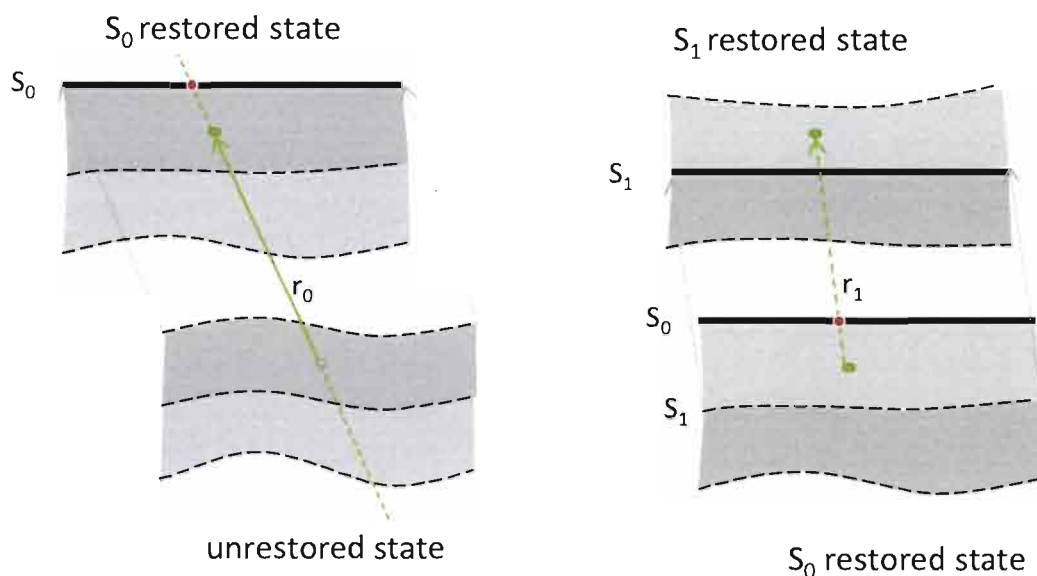 S₀ restored state
S₀
r₀
unrestored state
S₁ restored state
S₁
r₁
S₀
S₁
S₀ restored state